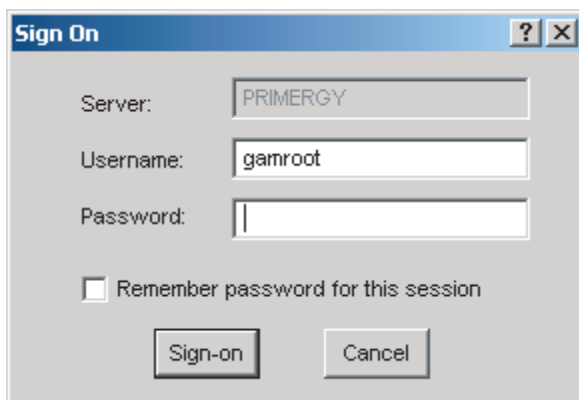 Sign On
Server: PRIMERGY
Username: gamroot
Password:
Remember password for this session
Sign-on Cancel